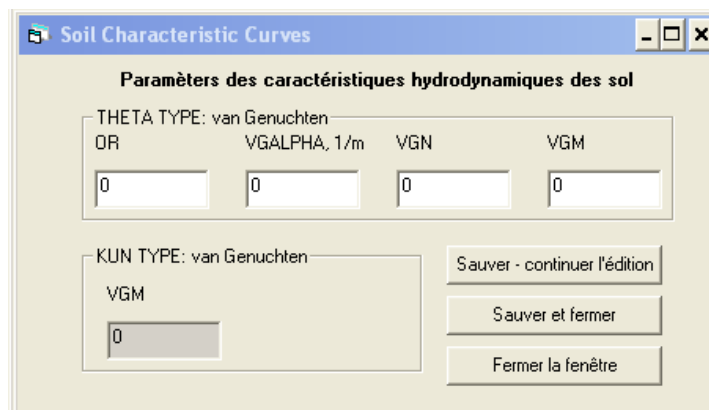 Soil Characteristic Curves
Paramèters des caractéristiques hydrodynamiques des sol
THETA TYPE: van Genuchten
OR VGALPHA, 1/m VGN VGM
0 0 0 0
KUN TYPE: van Genuchten
VGM
0
Sauver - continuer l'édition
Sauver et fermer
Fermer la fenêtre